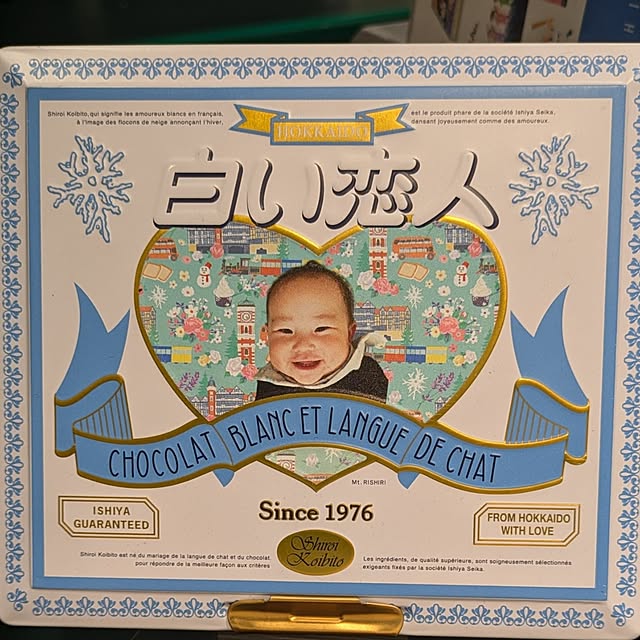 Shiroi Koibito, qui signifie les amoureux blancs en français,
à l'image des flocons de neige annonçant l'hiver,
HOKKAIDO
est le produit phare de la société Ishiya Seika,
dansant joyeusement comme des amoureux.
白い恋人
CHOCOLAT BLANC ET LANGUE DE CHAT
Mt. RISHIRI
ISHIYA
GUARANTEED
Since 1976
FROM HOKKAIDO
WITH LOVE
Shiroi
Koibito
Shiroi Koibito est né du mariage de la langue de chat et du chocolat
pour répondre de la meilleure façon aux critères
Les ingrédients, de qualité supérieure, sont soigneusement sélectionnés
exigeants fixés par la société Ishiya Seika.